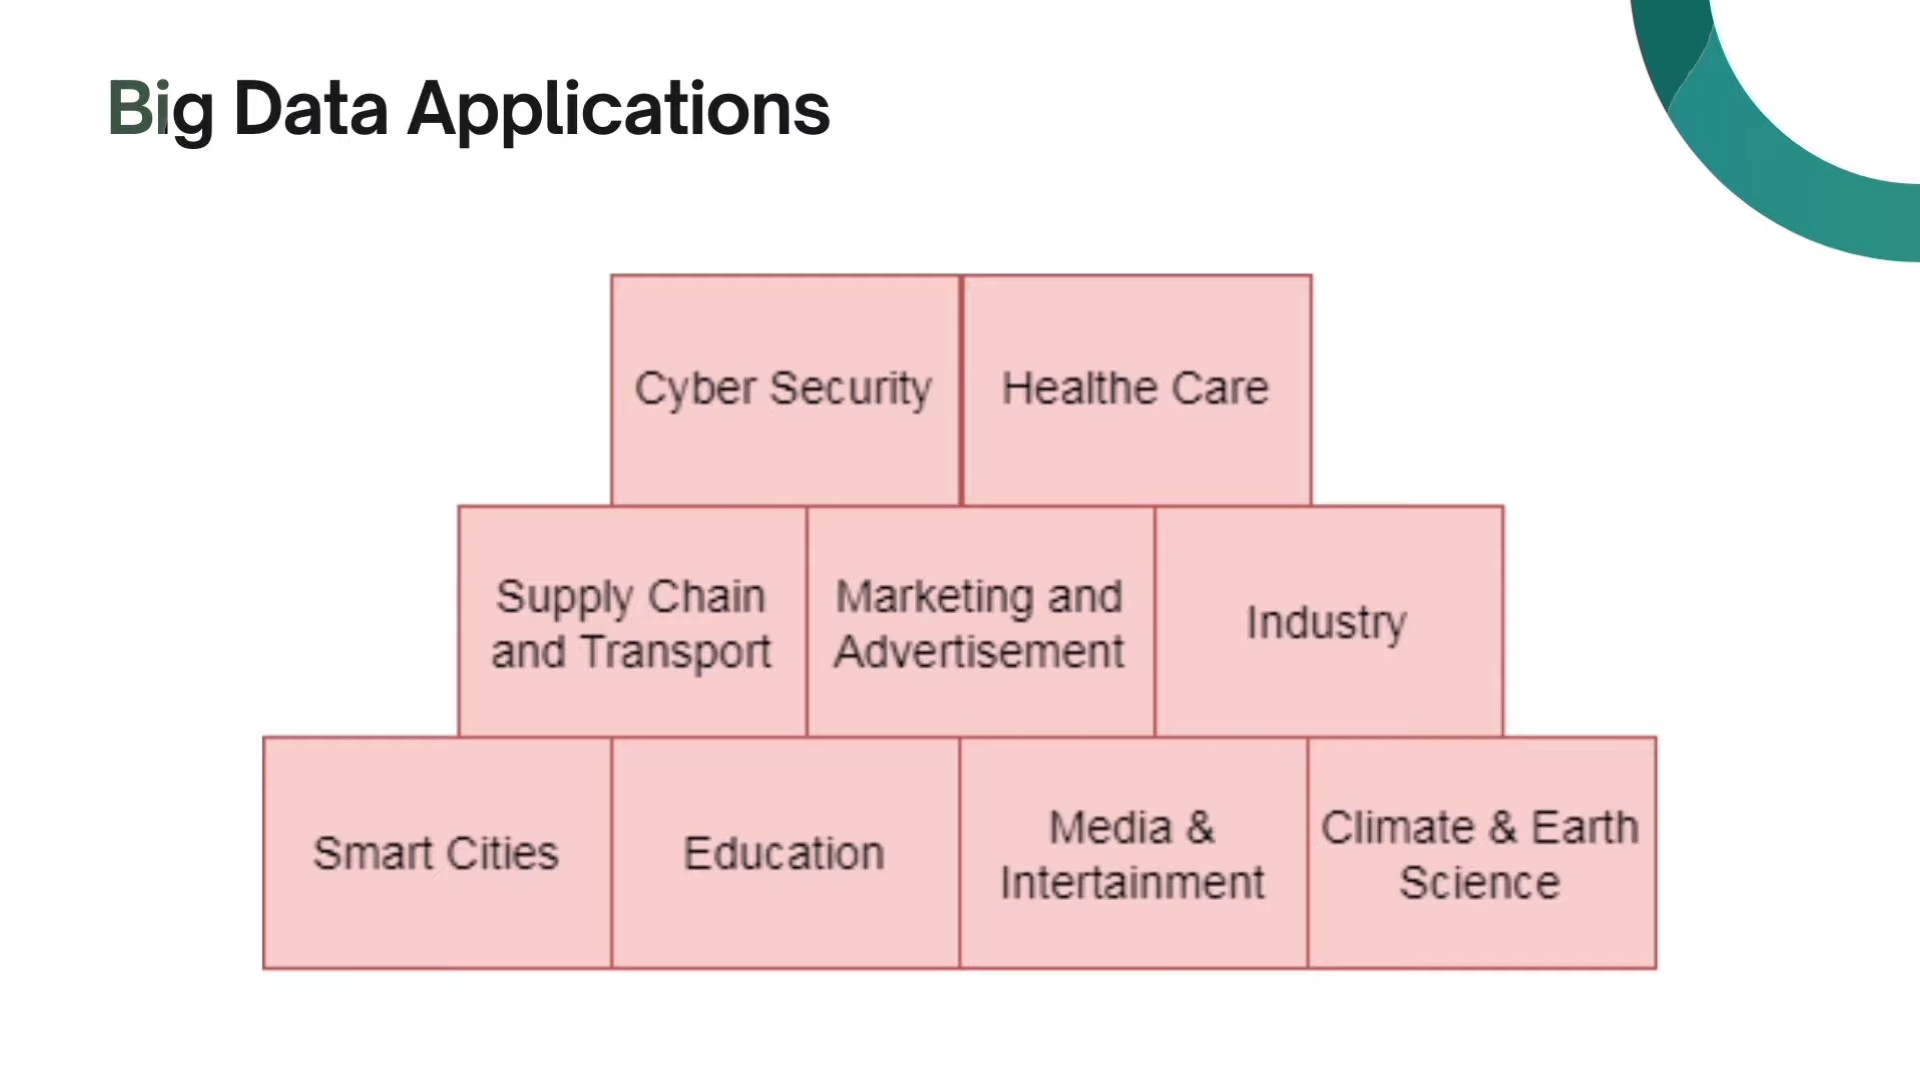 Big Data Applications
Cyber Security
Healthe Care
Supply Chain
and Transport
Marketing and
Advertisement
Industry
Smart Cities
Education
Media &
Intertainment
Climate & Earth
Science